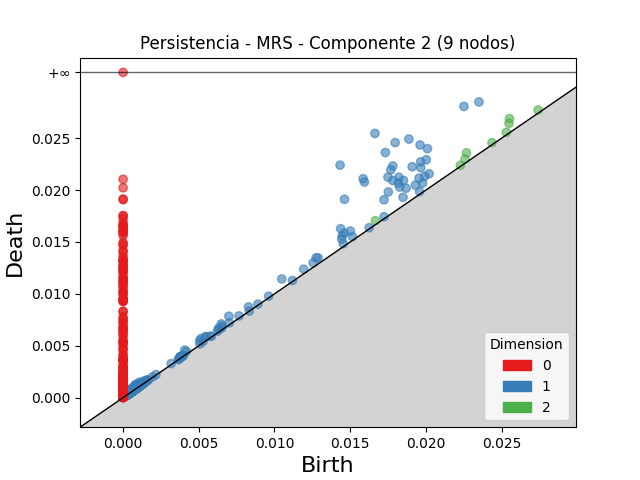 Persistencia - MRS - Componente 2 (9 nodos)
+∞
0.025
0.020
0.015
0.010
0.005
0.000
Death
0.000 0.005 0.010 0.015 0.020 0.025
Birth
Dimension
0
1
2